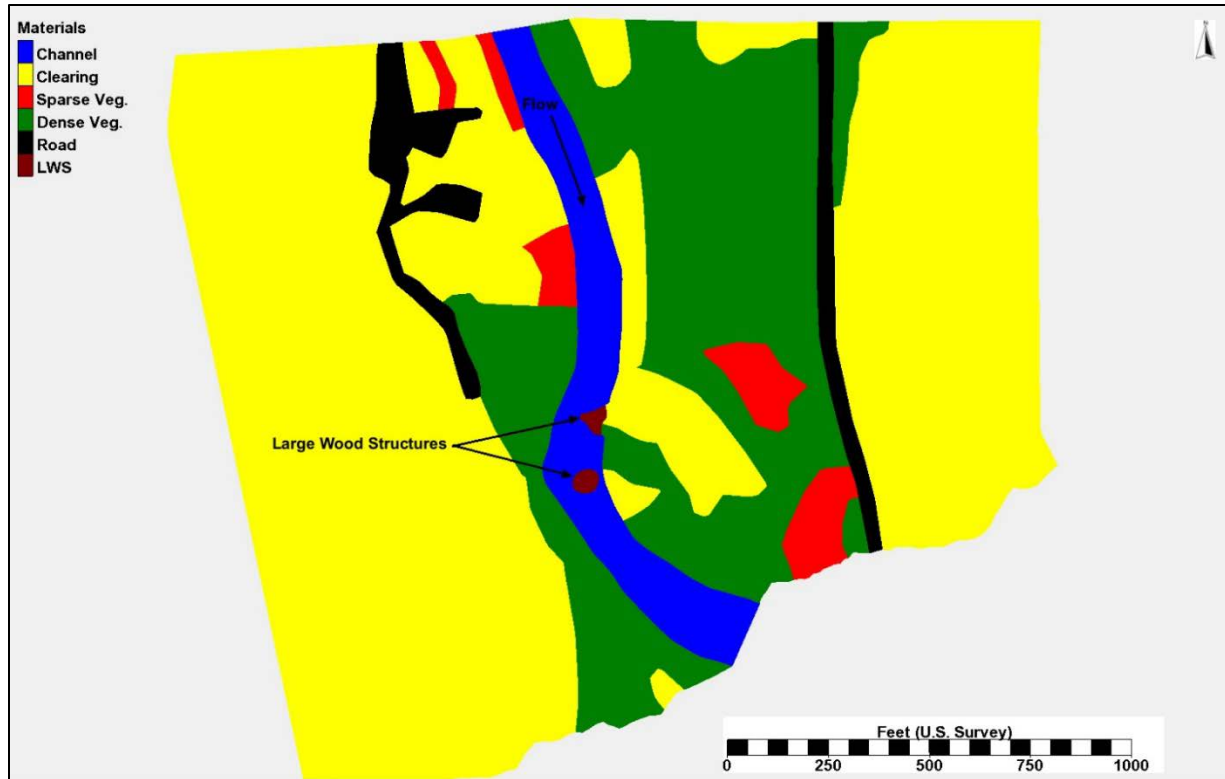 Materials
Channel
Clearing
Sparse Veg.
Dense Veg.
Road
LWS
Flow
Large Wood Structures
Feet (U.S. Survey)
0 250 500 750 1000